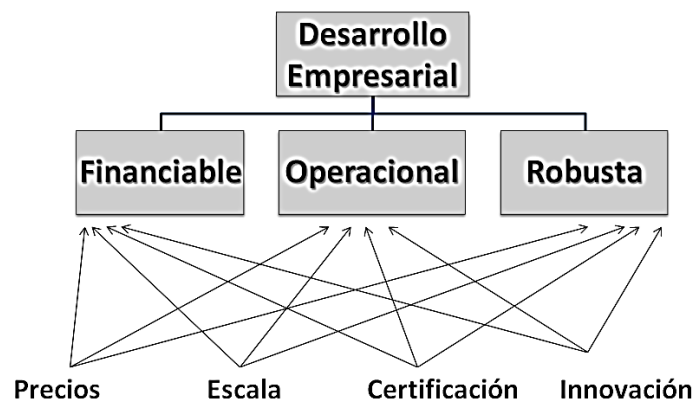 Desarrollo
Empresarial
Financiable
Operacional
Robusta
Precios
Escala
Certificación
Innovación